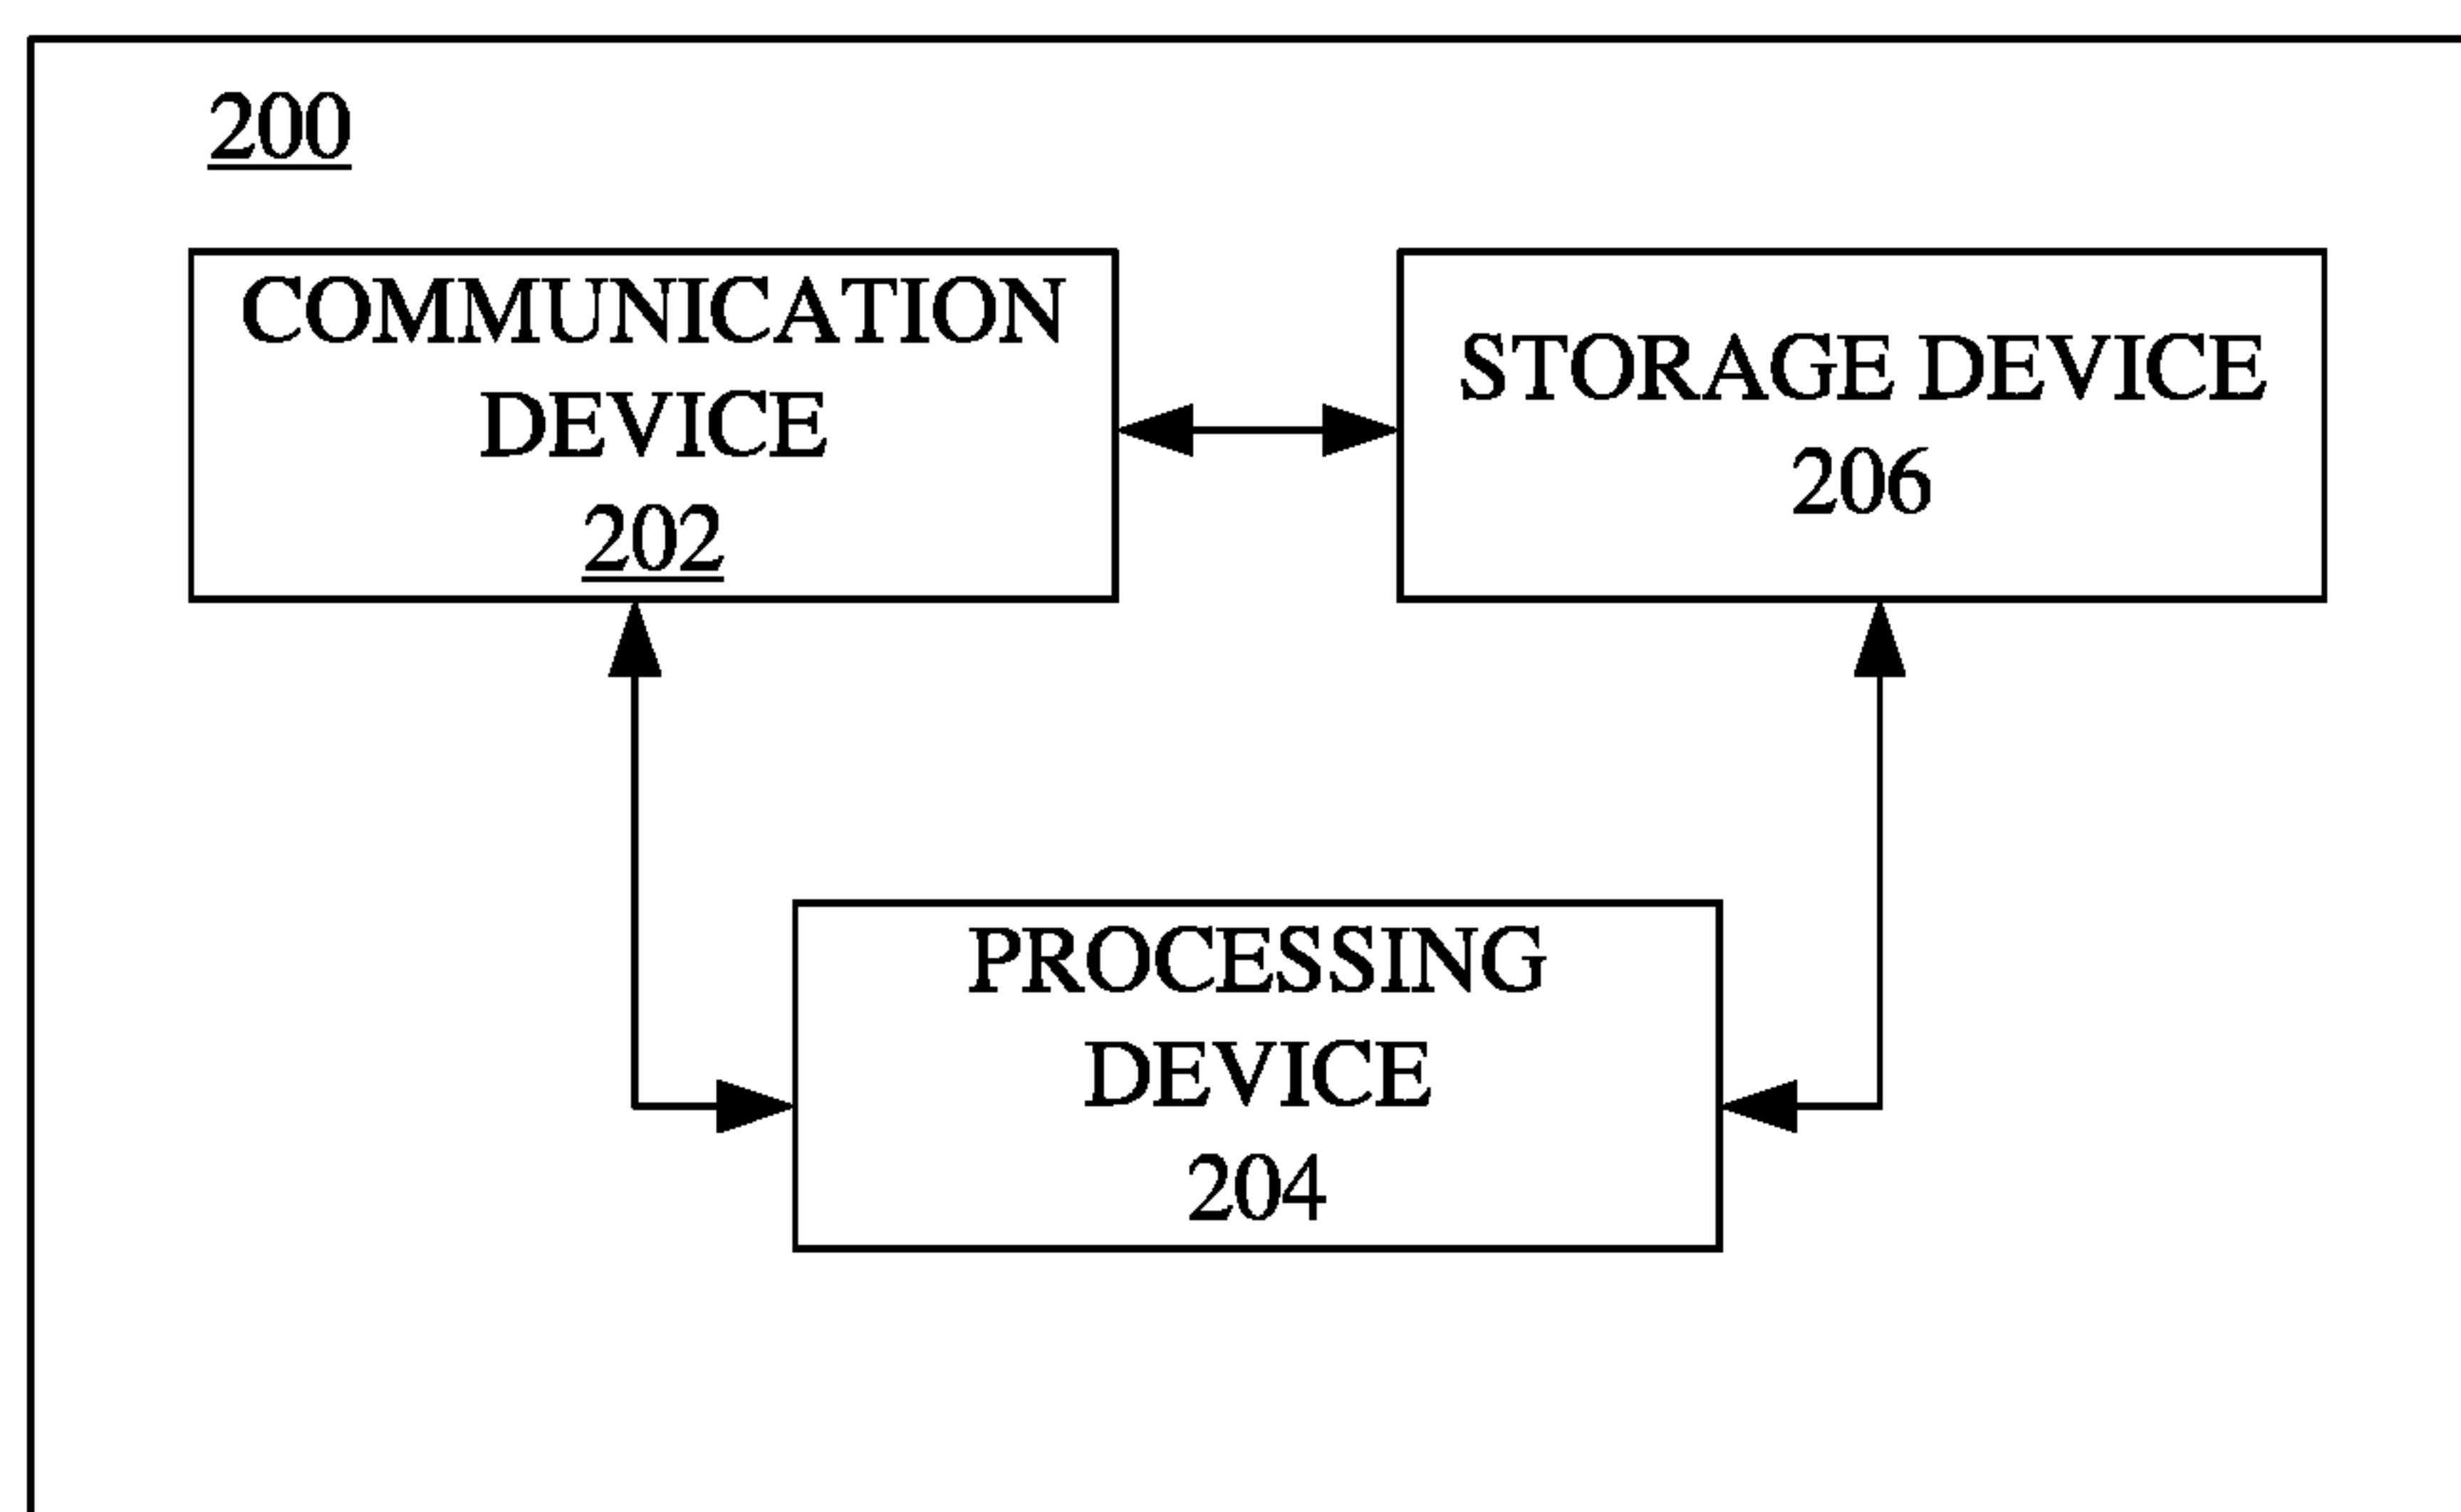 200
COMMUNICATION
DEVICE
202
STORAGE DEVICE
206
PROCESSING
DEVICE
204